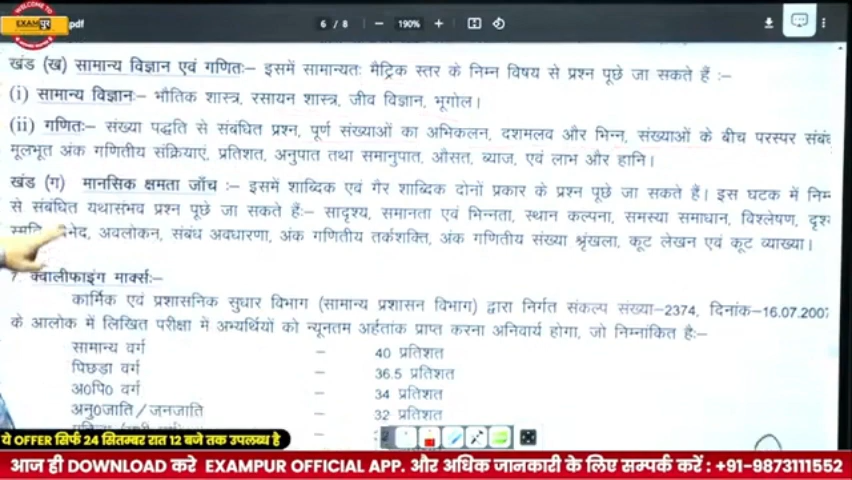 WELCOME TO
EXAMपुर
pdf
6 / 8
190%
खंड (ख) सामान्य विज्ञान एवं गणितः– इसमें सामान्यतः मैट्रिक स्तर के निम्न विषय से प्रश्न पूछे जा सकते हैं :–
(i) सामान्य विज्ञानः– भौतिक शास्त्र, रसायन शास्त्र, जीव विज्ञान, भूगोल।
(ii) गणितः– संख्या पद्धति से संबंधित प्रश्न, पूर्ण संख्याओं का अभिकलन, दशमलव और भिन्न, संख्याओं के बीच परस्पर संबंध
मूलभूत अंक गणितीय संक्रियाएं, प्रतिशत, अनुपात तथा समानुपात, औसत, ब्याज, एवं लाभ और हानि।
खंड (ग) मानसिक क्षमता जाँच :– इसमें शाब्दिक एवं गैर शाब्दिक दोनों प्रकार के प्रश्न पूछे जा सकते हैं। इस घटक में निम्न
से संबंधित यथासंभव प्रश्न पूछे जा सकते हैः– सादृश्य, समानता एवं भिन्नता, स्थान कल्पना, समस्या समाधान, विश्लेषण, दृश्
अवलोकन, संबंध अवधारणा, अंक गणितीय तर्कशक्ति, अंक गणितीय संख्या श्रृंखला, कूट लेखन एवं कूट व्याख्या।
7. क्वालीफाइंग मार्क्सः–
कार्मिक एवं प्रशासनिक सुधार विभाग (सामान्य प्रशासन विभाग) द्वारा निर्गत संकल्प संख्या–2374, दिनांक–16.07.2007
के आलोक में लिखित परीक्षा में अभ्यर्थियों को न्यूनतम अर्हतांक प्राप्त करना अनिवार्य होगा, जो निम्नांकित हैः–
सामान्य वर्ग – 40 प्रतिशत
पिछड़ा वर्ग – 36.5 प्रतिशत
अ0पि0 वर्ग – 34 प्रतिशत
अनु0जाति/जनजाति – 32 प्रतिशत
ये OFFER सिर्फ 24 सितम्बर रात 12 बजे तक उपलब्ध है
आज ही DOWNLOAD करे EXAMPUR OFFICIAL APP. और अधिक जानकारी के लिए सम्पर्क करें : +91-9873111552